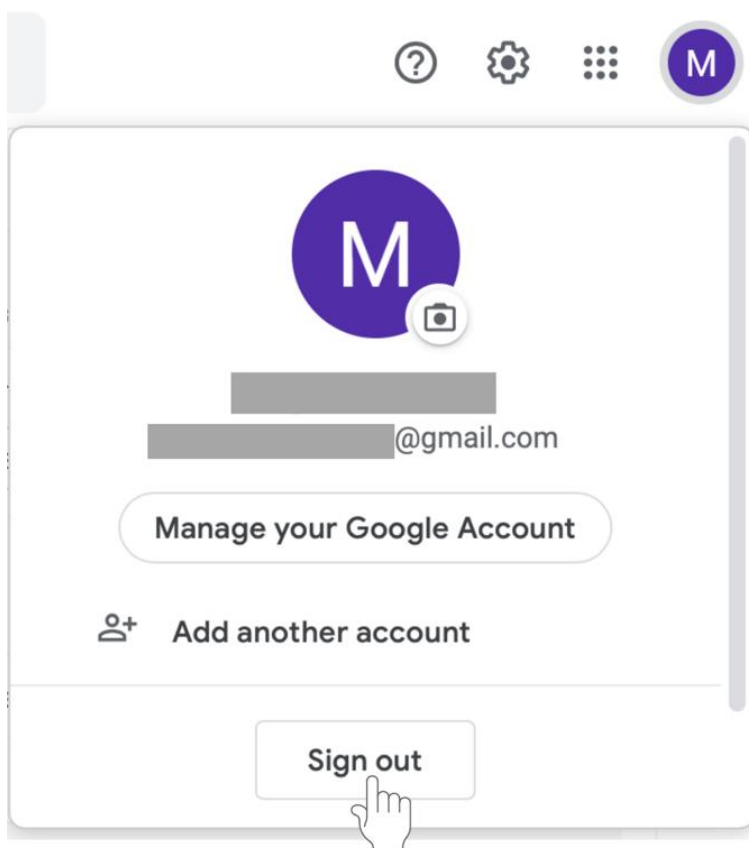 M
M
@gmail.com
Manage your Google Account
Add another account
Sign out